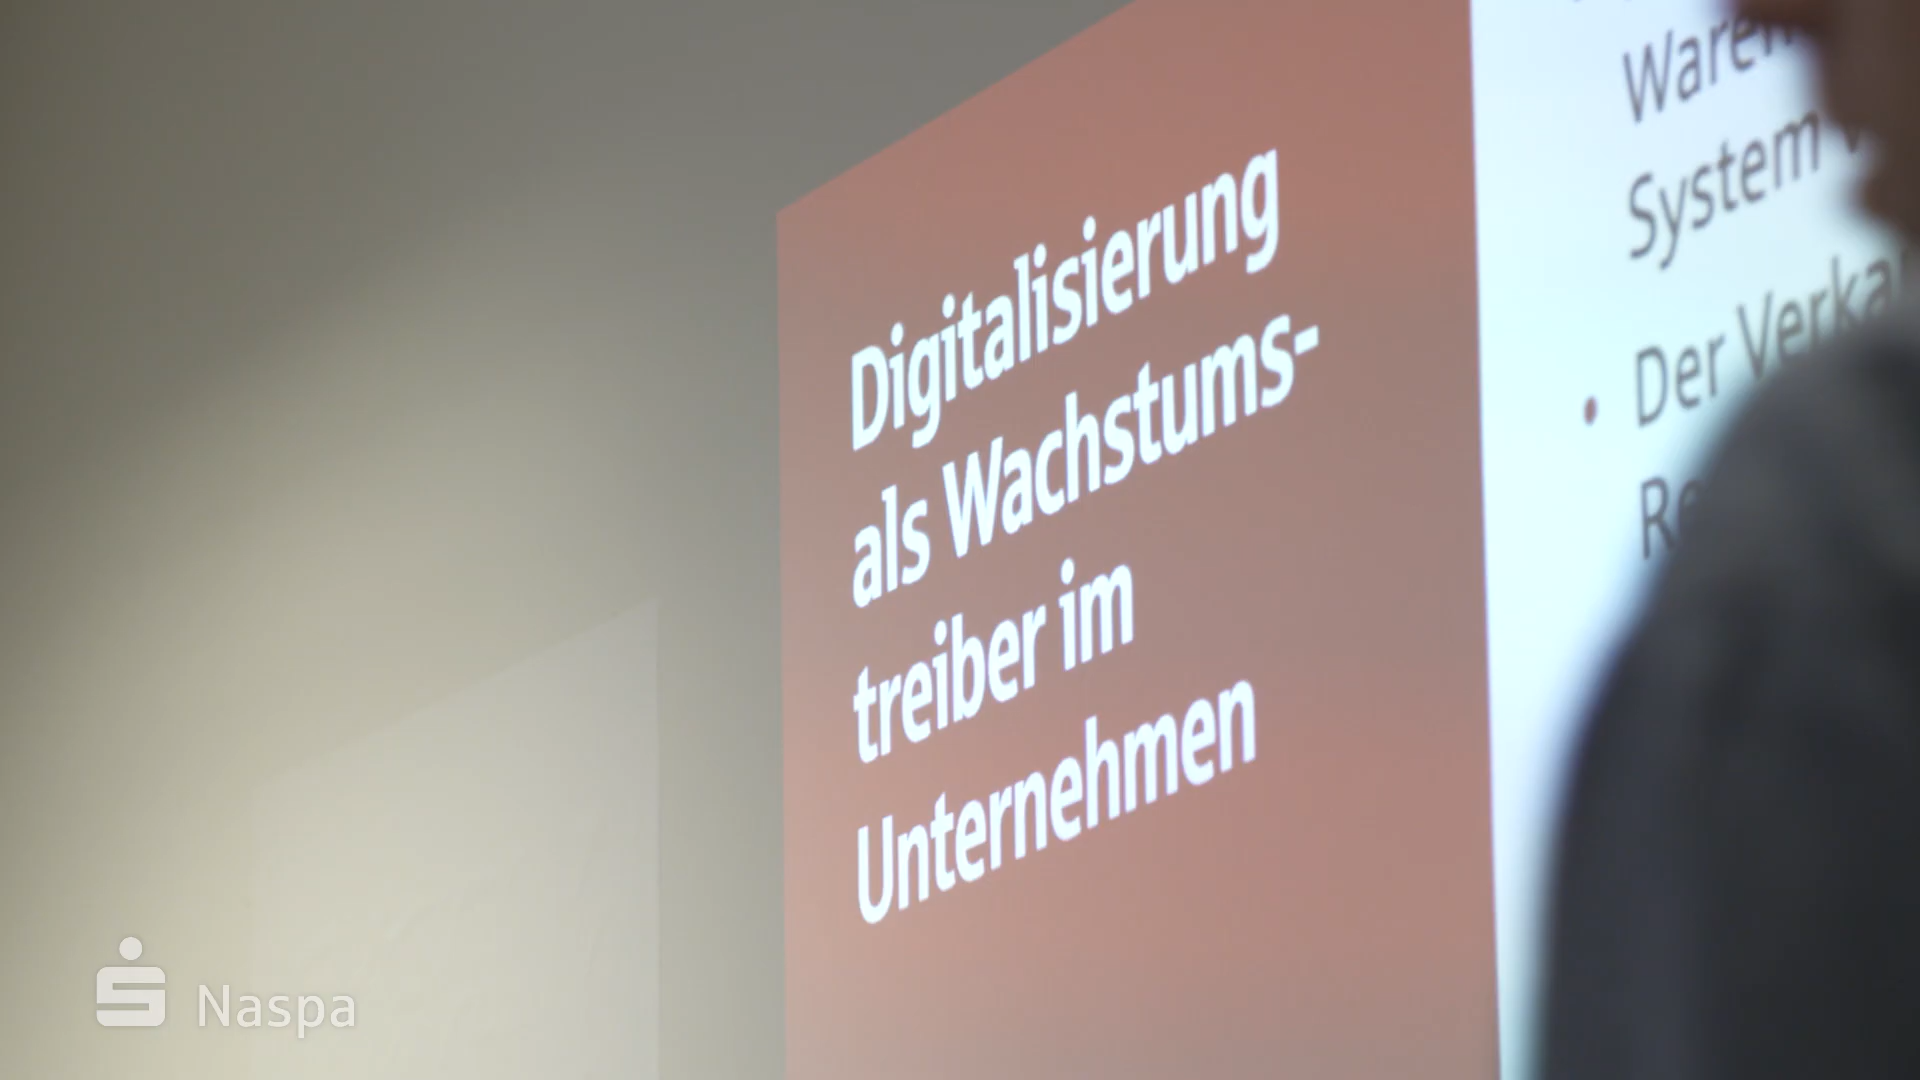 Digitalisierung
als Wachstums-
treiber im
Unternehmen
System
Der
Naspa